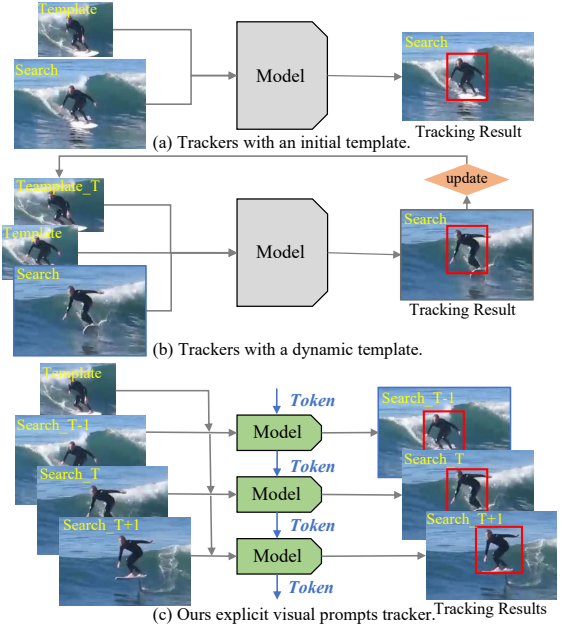 Template
Search
Model
Search
Tracking Result
(a) Trackers with an initial template.
update
Teamplate_T
Template
Search
Model
Search
Tracking Result
(b) Trackers with a dynamic template.
Template
Token
Search_T-1
Model
Search_T-1
Token
Search_T
Model
Search_T
Token
Search_T+1
Model
Search_T+1
Token
Tracking Results
(c) Ours explicit visual prompts tracker.